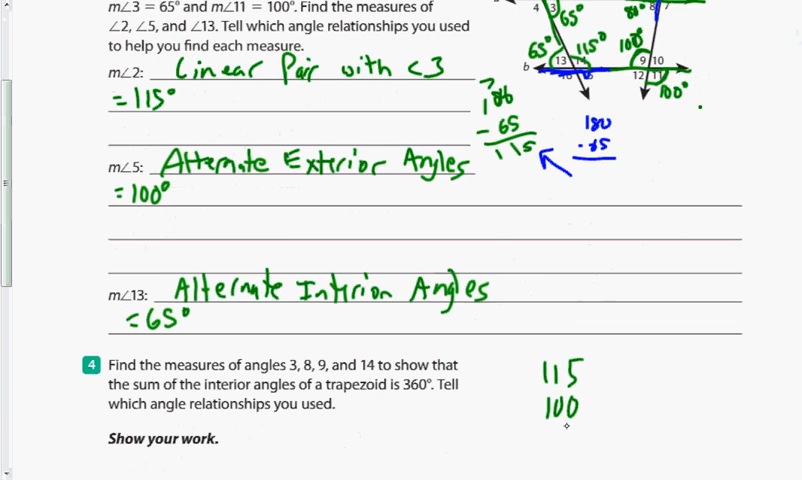 m∠3 = 65° and m∠11 = 100°. Find the measures of
∠2, ∠5, and ∠13. Tell which angle relationships you used
to help you find each measure.
m∠2: Linear Pair with <3
= 115°
m∠5: Alternate Exterior Angles
= 100°
m∠13: Alternate Interior Angles
= 65°
4 3 65° 80° 8 7
65° 115° 100°
b 13 14 9 10
12 11 100°
180
- 65
115
180
- 65
4 Find the measures of angles 3, 8, 9, and 14 to show that
the sum of the interior angles of a trapezoid is 360°. Tell
which angle relationships you used.
Show your work.
115
100